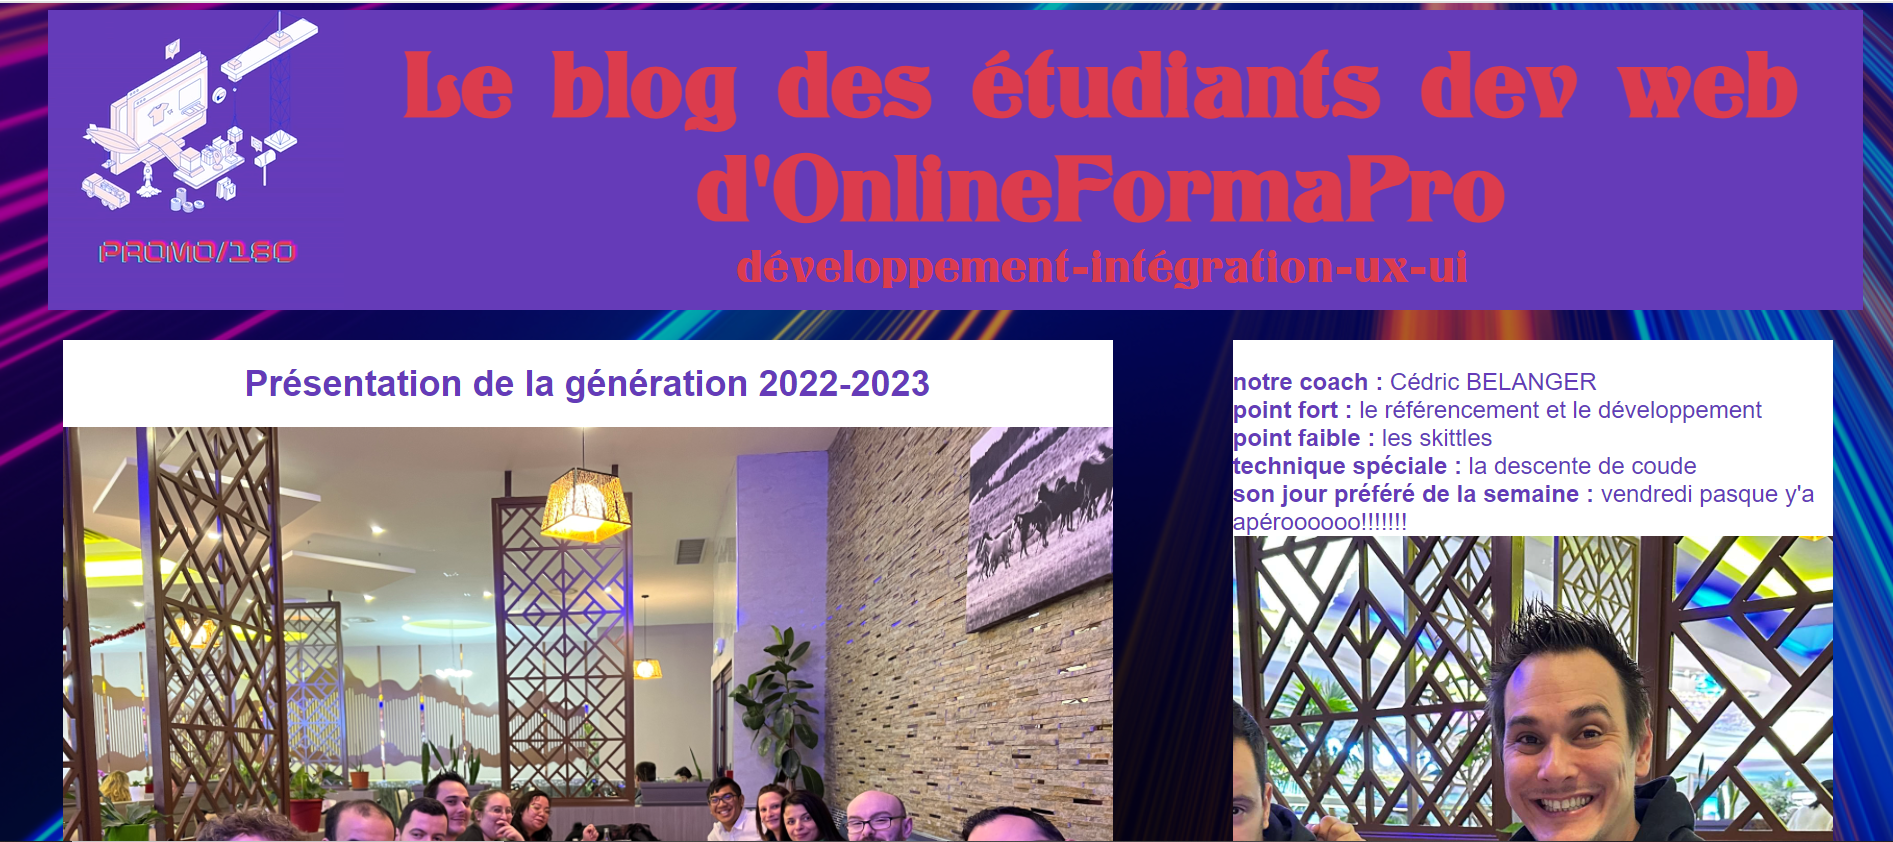 Le blog des étudiants dev web
d'OnlineFormaPro
développement-intégration-ux-ui
PROMO/180
Présentation de la génération 2022-2023
notre coach : Cédric BELANGER
point fort : le référencement et le développement
point faible : les skittles
technique spéciale : la descente de coude
son jour préféré de la semaine : vendredi pasque y'a
apéroooooo!!!!!!!